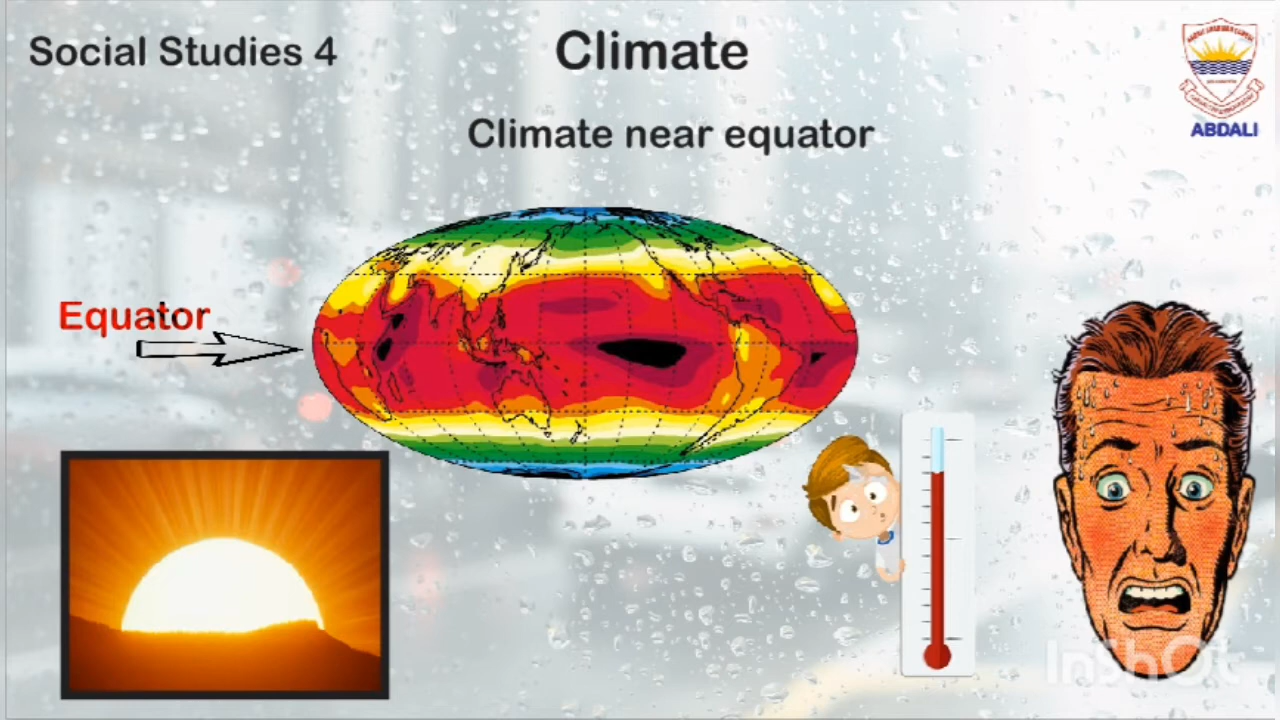 Social Studies 4
Climate
ABDALI
Climate near equator
Equator
InShOt